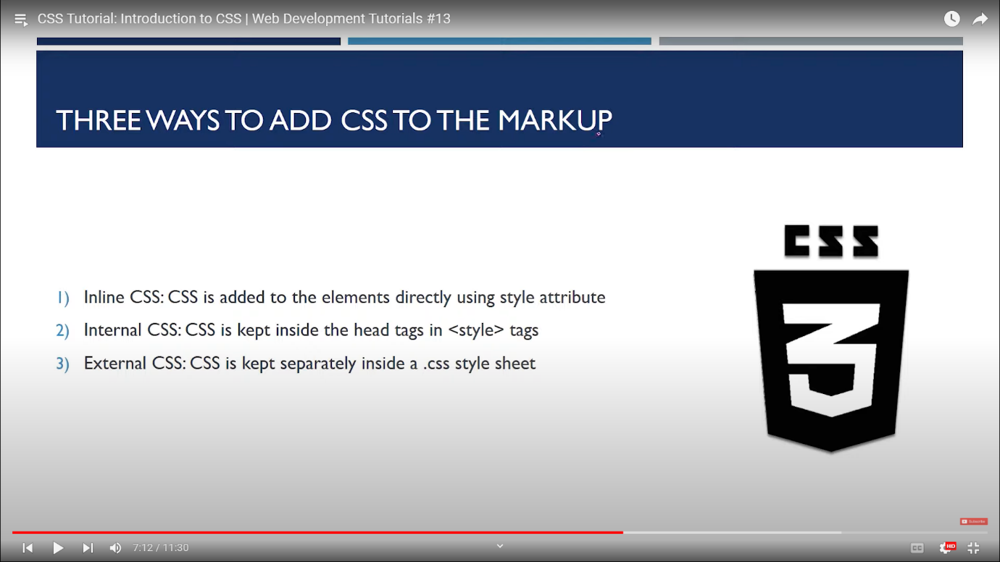 CSS Tutorial: Introduction to CSS | Web Development Tutorials #13
THREE WAYS TO ADD CSS TO THE MARKUP
CSS
3
1) Inline CSS: CSS is added to the elements directly using style attribute
2) Internal CSS: CSS is kept inside the head tags in <style> tags
3) External CSS: CSS is kept separately inside a .css style sheet
Subscribe
7:12 / 11:30
CC
HD